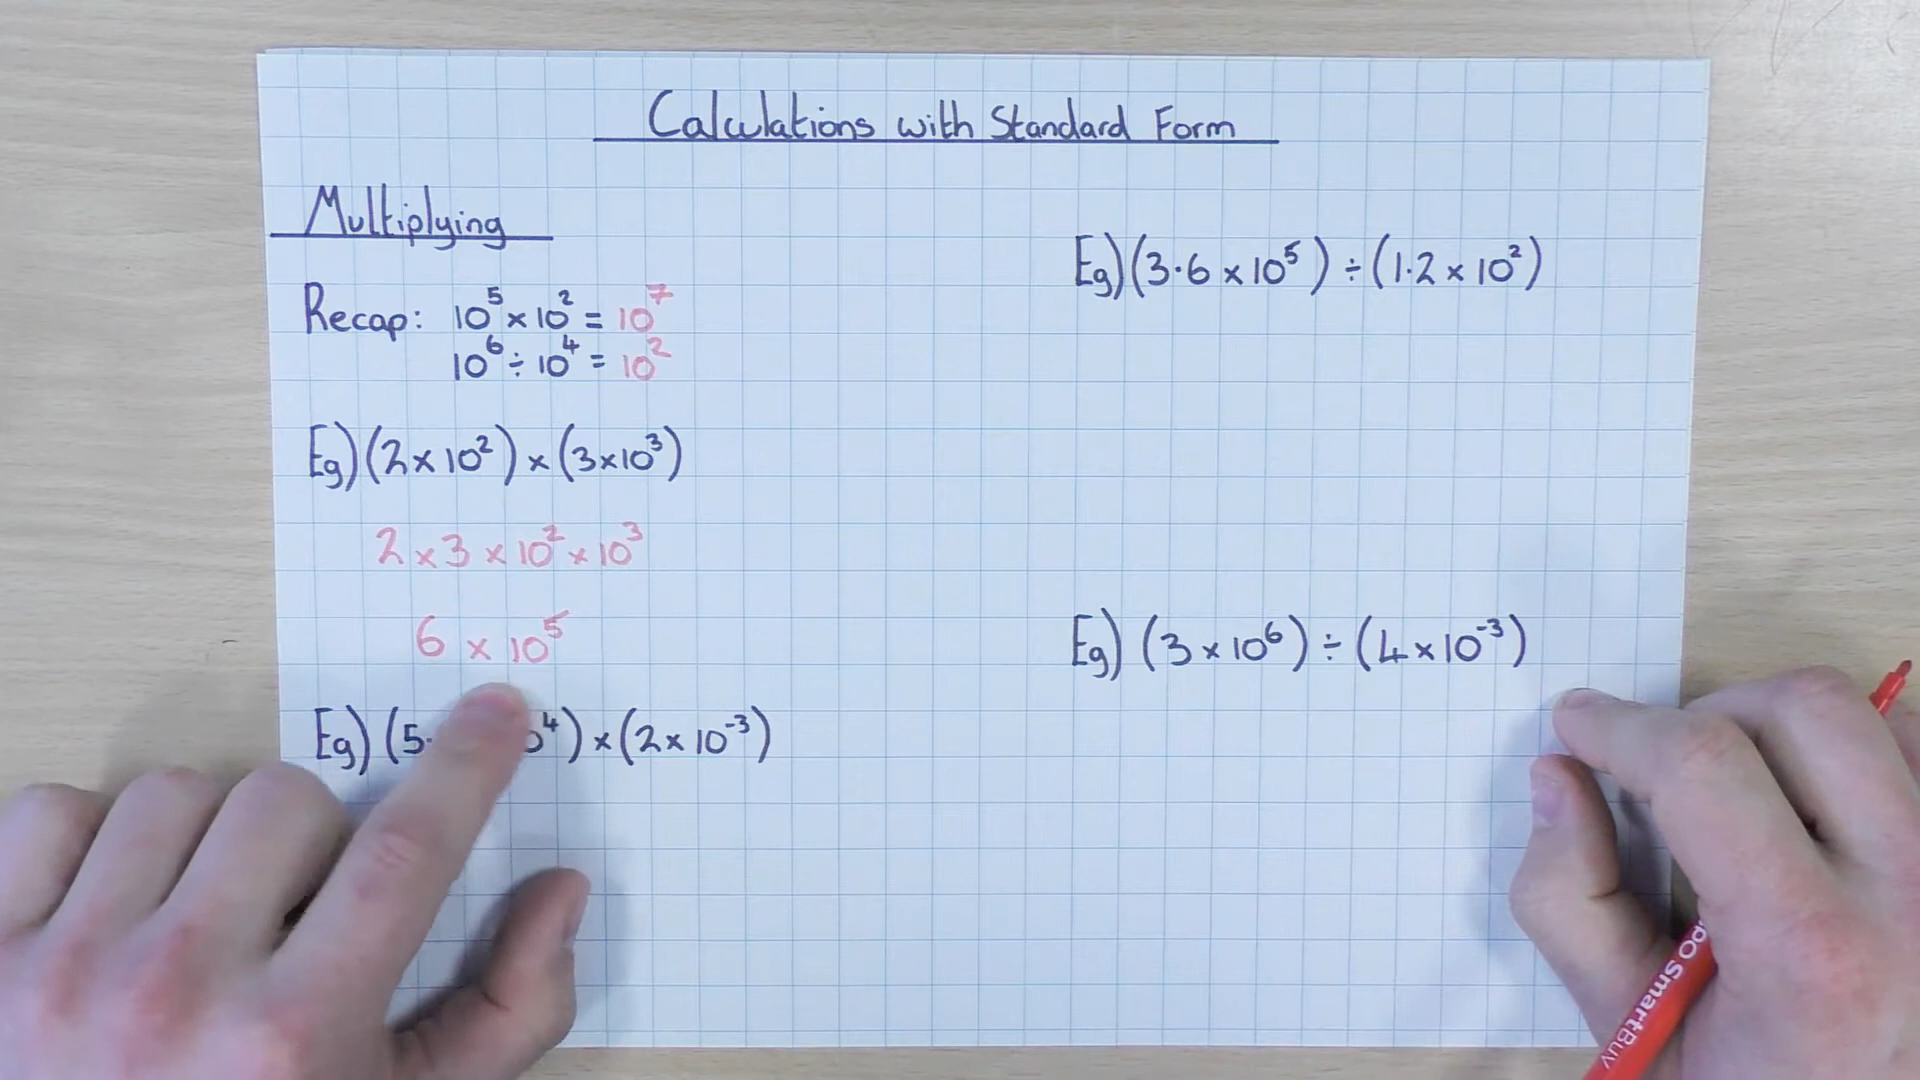 Calculations with Standard Form
Multiplying
Recap: 10⁵ × 10² = 10⁷
10⁶ ÷ 10⁴ = 10²
Eg) (2 × 10²) × (3 × 10³)
2 × 3 × 10² × 10³
6 × 10⁵
Eg) (5· 0⁴) × (2 × 10⁻³)
Eg) (3·6 × 10⁵) ÷ (1·2 × 10²)
Eg) (3 × 10⁶) ÷ (4 × 10⁻³)
SmartBuy